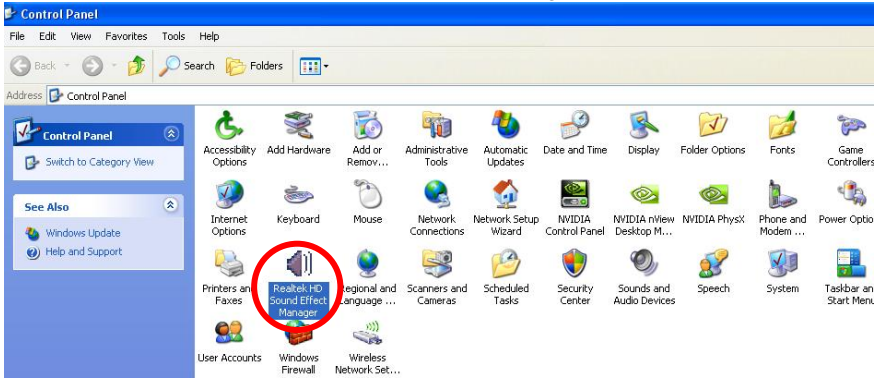 Control Panel
File Edit View Favorites Tools Help
Back Search Folders
Address Control Panel
Control Panel
Switch to Category View
See Also
Windows Update
Help and Support
Accessibility Options
Add Hardware
Add or Remov...
Administrative Tools
Automatic Updates
Date and Time
Display
Folder Options
Fonts
Game Controllers
Internet Options
Keyboard
Mouse
Network Connections
Network Setup Wizard
NVIDIA Control Panel
NVIDIA nView Desktop M...
NVIDIA PhysX
Phone and Modem ...
Power Optio
Printers an
Faxes
Realtek HD Sound Effect Manager
Regional and Language ...
Scanners and Cameras
Scheduled Tasks
Security Center
Sounds and Audio Devices
Speech
System
Taskbar an
Start Menu
User Accounts
Windows Firewall
Wireless Network Set...